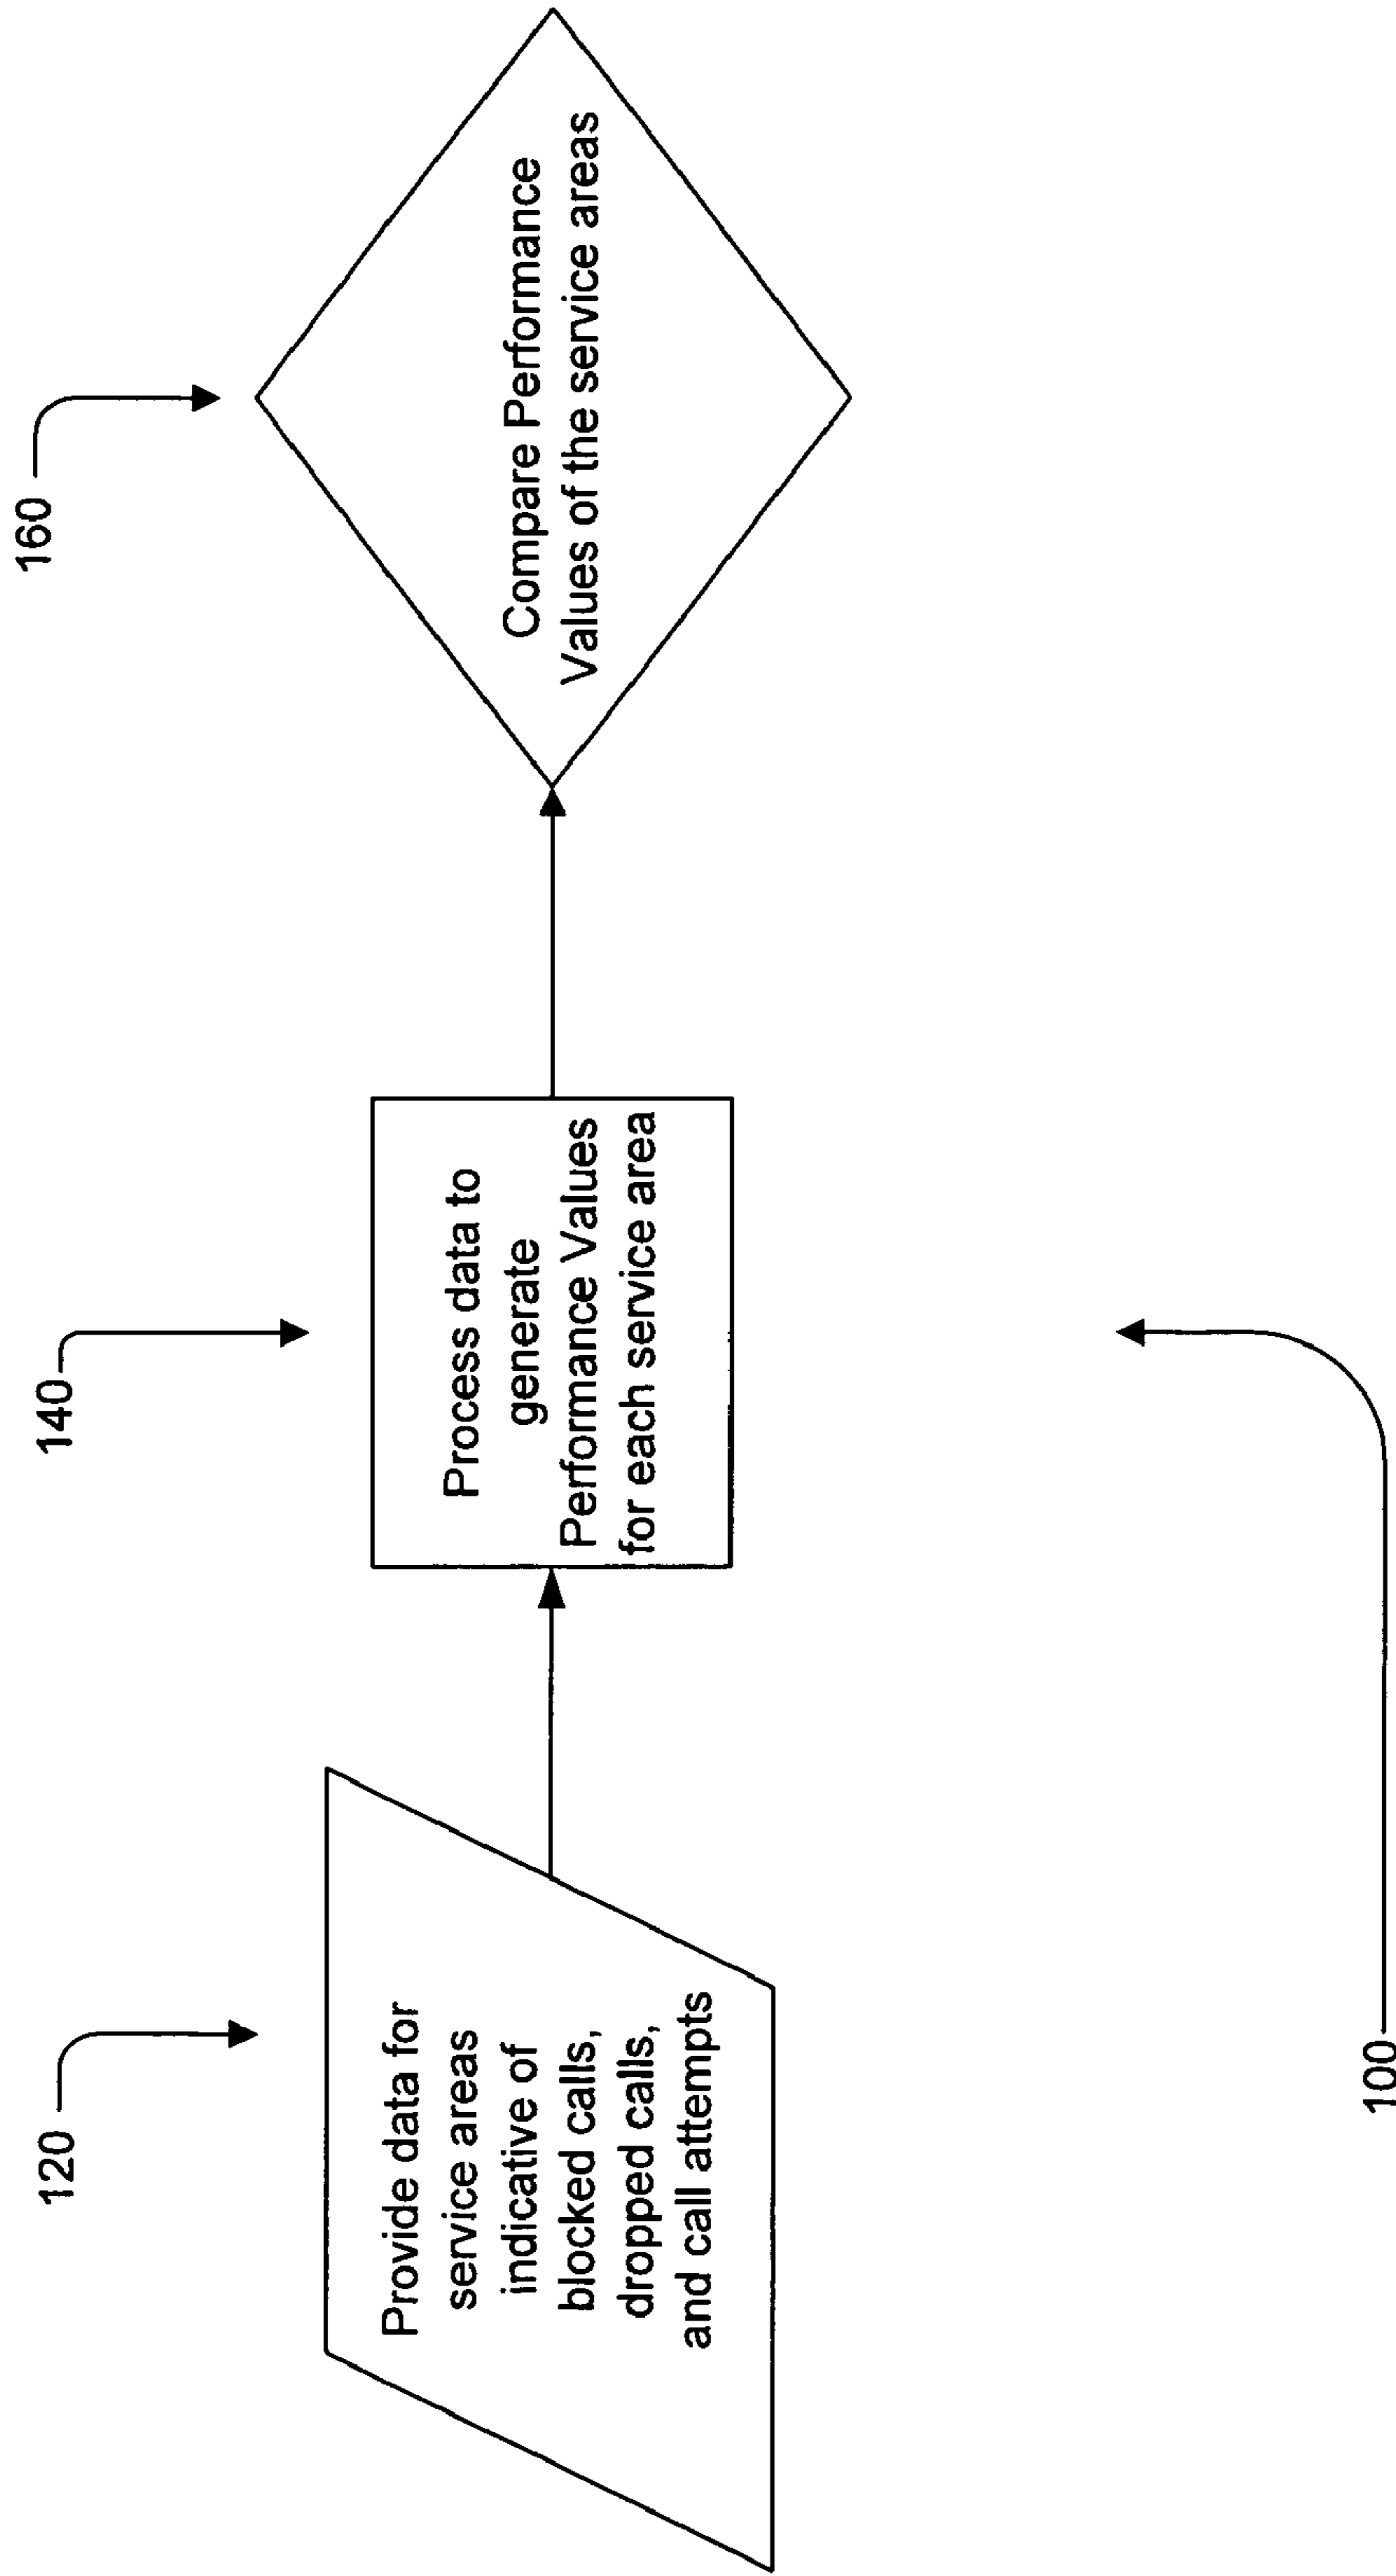 120
140
160
Provide data for
service areas
indicative of
blocked calls,
dropped calls,
and call attempts
Process data to
generate
Performance Values
for each service area
Compare Performance
Values of the service areas
100